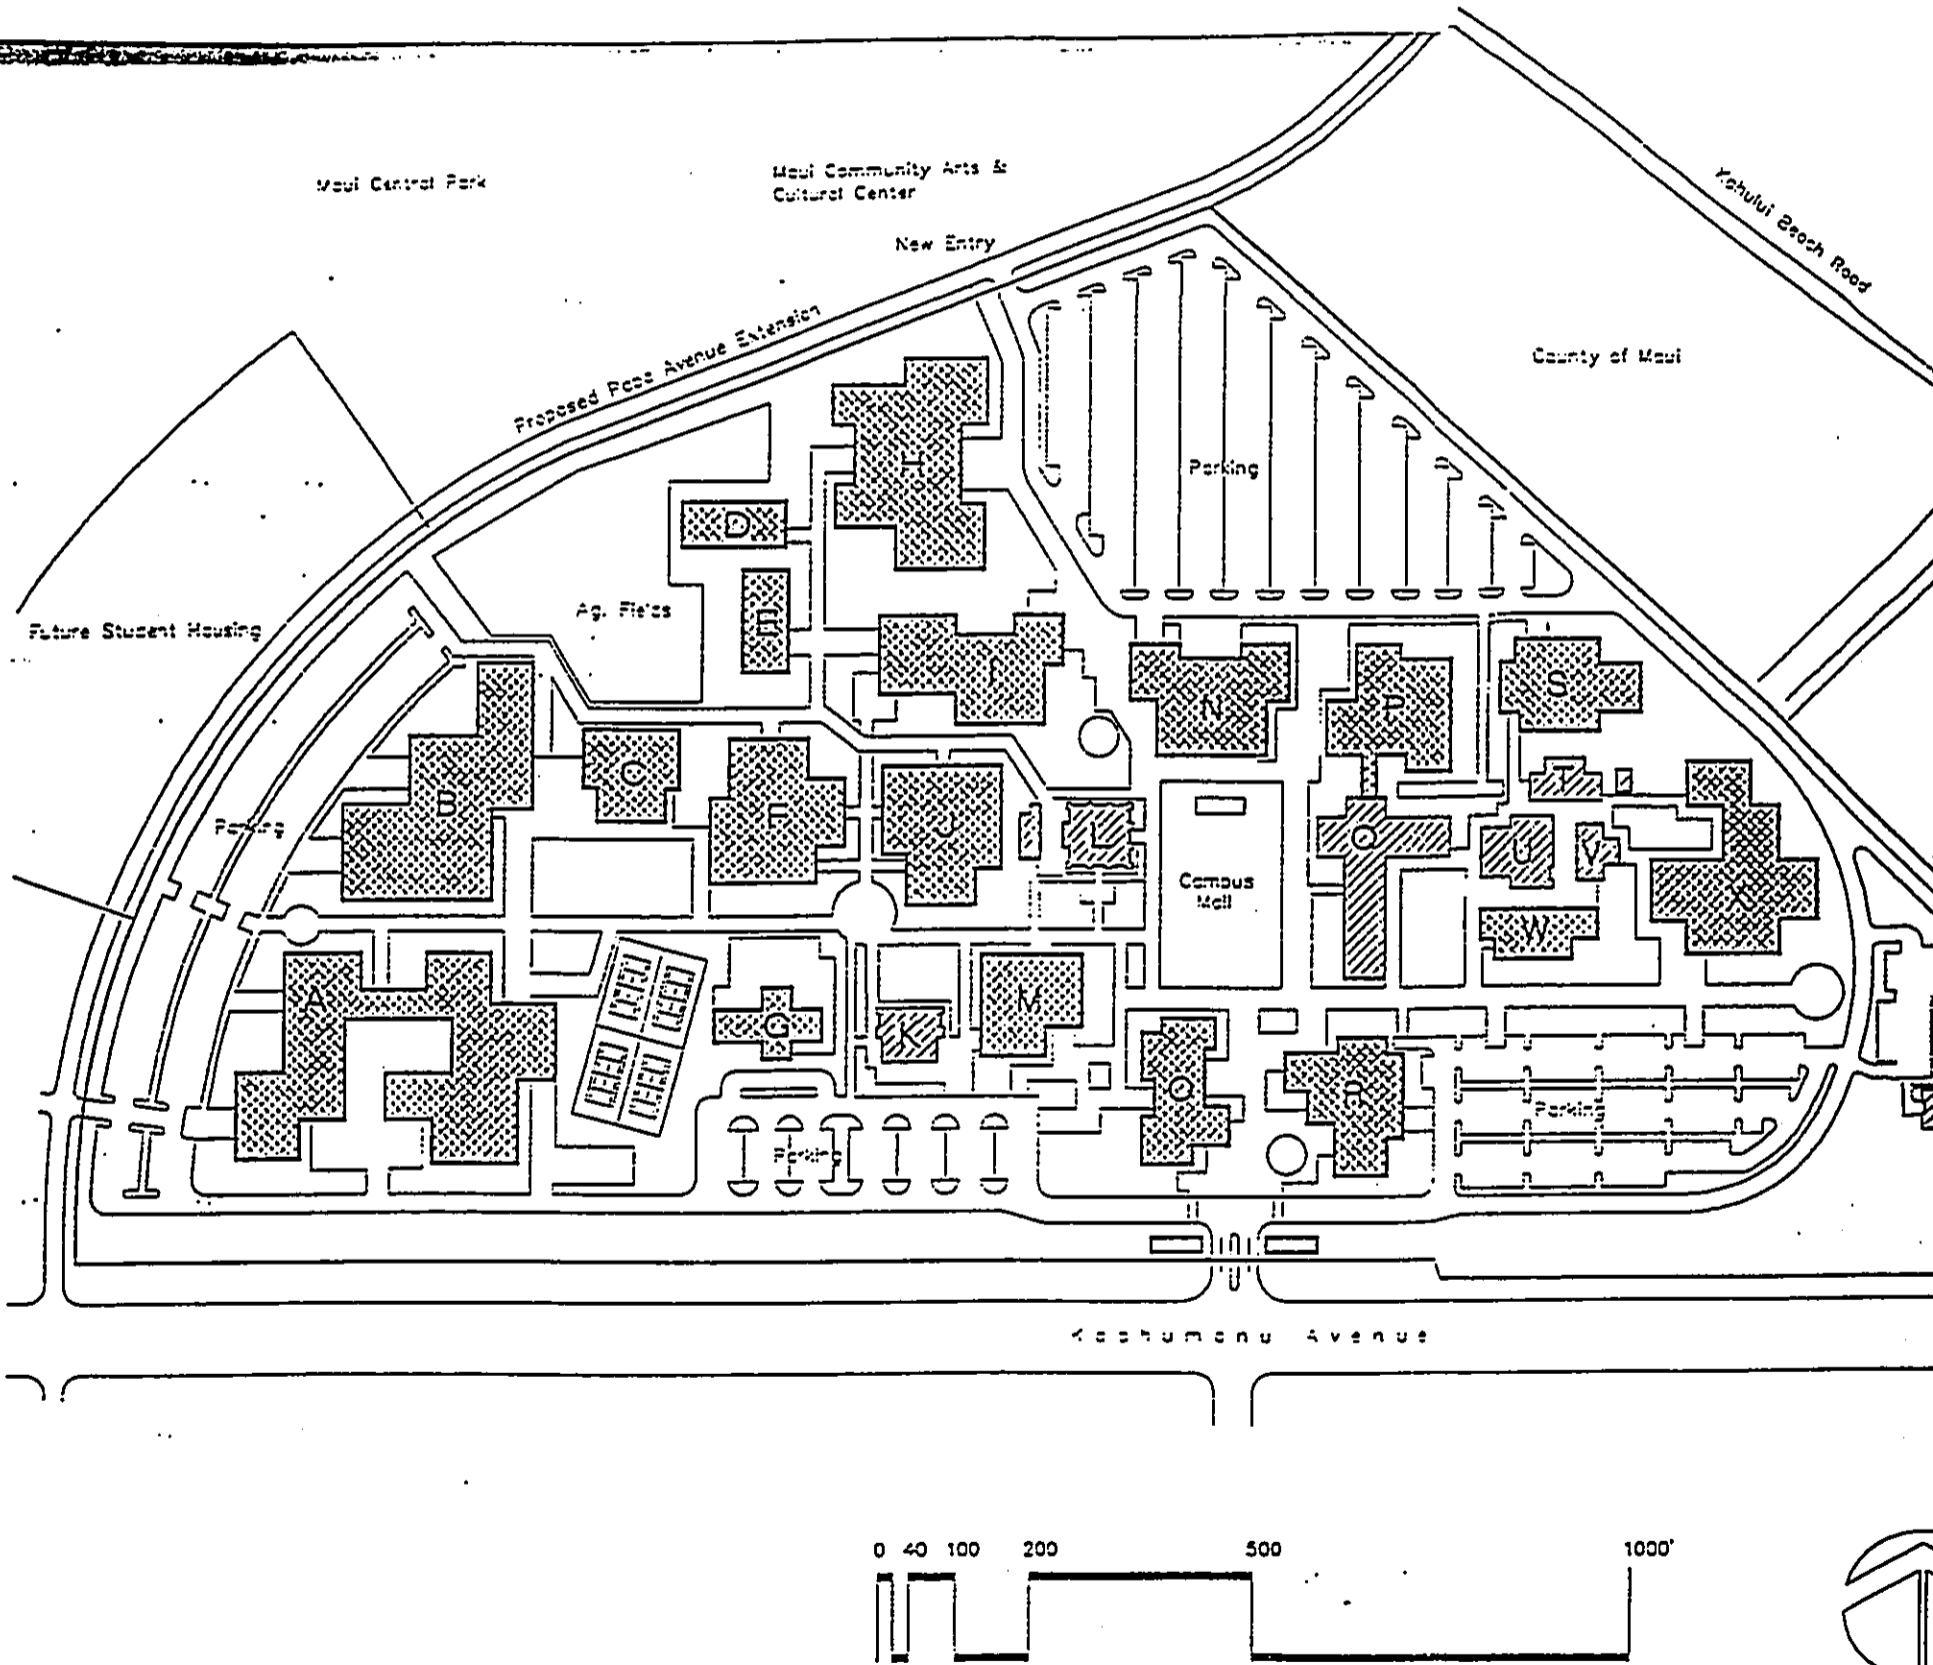 Maui Central Park
Maui Community Arts &
Cultural Center
New Entry
Kahului Beach Road
County of Maui
Proposed Papa Avenue Extension
Parking
H
D
E
Ag. Fields
Future Student Housing
I
N
P
S
B
C
F
J
L
Q
T
U
V
Parking
Campus
Mall
W
X
A
G
K
M
O
R
Parking
Parking
Kaahumanu Avenue
0 40 100 200 500 1000'